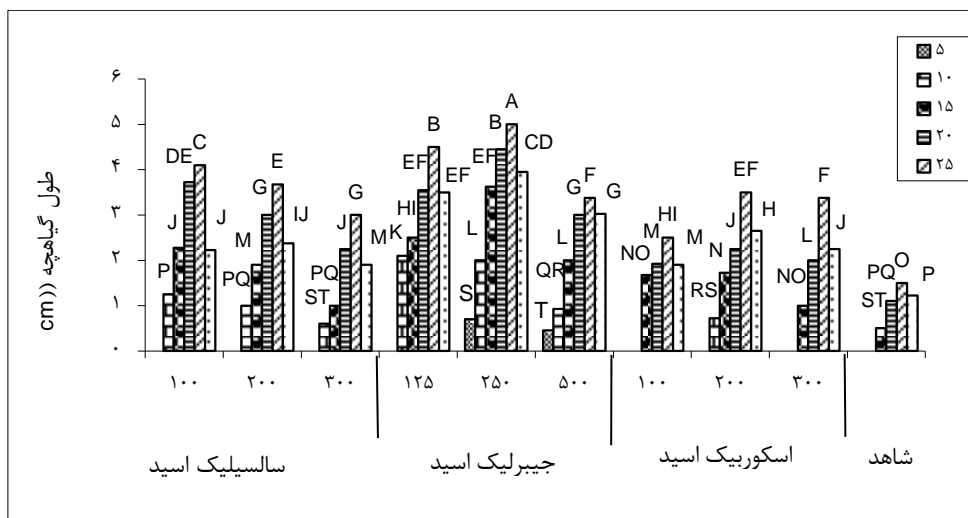 ۵
۱۰
۱۵
۲۰
۲۵
طول گیاهچه ((cm
۶
۵
۴
۳
۲
۱
۰
P J DE C J
PQ M G E IJ
ST PQ J G M
K HI EF B EF
S L EF B A CD
T QR L G F G
NO M HI M
RS N J EF H
NO L F J
ST PQ O P
۱۰۰ ۲۰۰ ۳۰۰ ۱۲۵ ۲۵۰ ۵۰۰ ۱۰۰ ۲۰۰ ۳۰۰
سالسیلیک اسید
جیبرلیک اسید
اسکوربیک اسید
شاهد